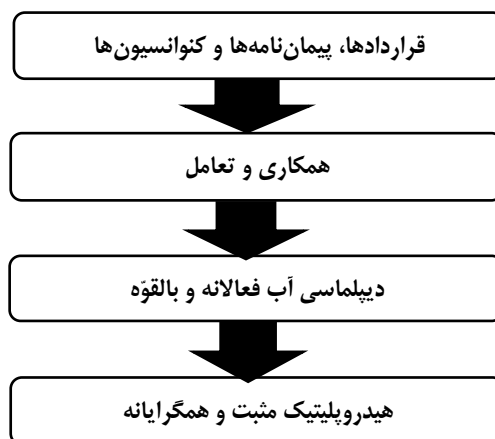 قراردادها، پیمان‌نامه‌ها و کنوانسیون‌ها
همکاری و تعامل
دیپلماسی آب فعالانه و بالقوّه
هیدروپلیتیک مثبت و همگرایانه